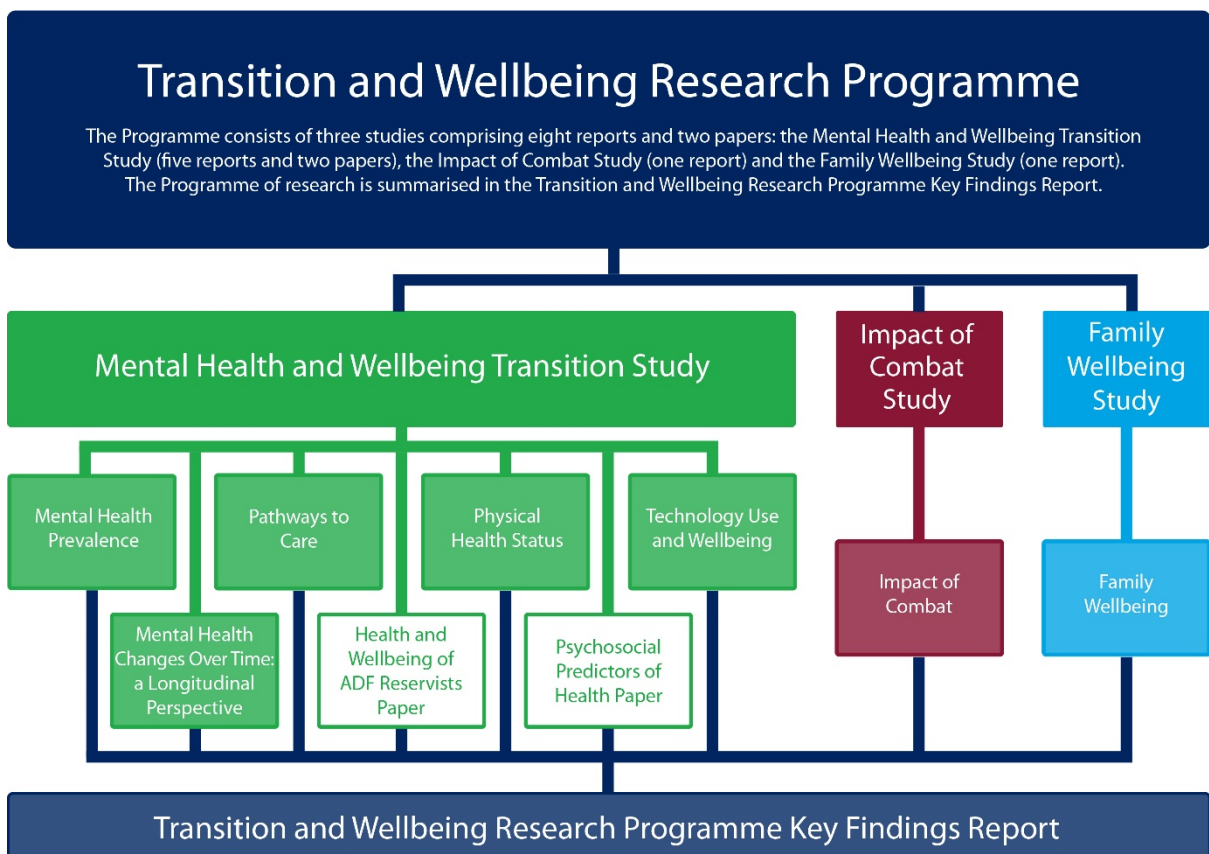 Transition and Wellbeing Research Programme
The Programme consists of three studies comprising eight reports and two papers: the Mental Health and Wellbeing Transition
Study (five reports and two papers), the Impact of Combat Study (one report) and the Family Wellbeing Study (one report).
The Programme of research is summarised in the Transition and Wellbeing Research Programme Key Findings Report.
Mental Health and Wellbeing Transition Study
Impact of
Combat
Study
Family
Wellbeing
Study
Mental Health
Prevalence
Pathways to
Care
Physical
Health Status
Technology Use
and Wellbeing
Impact of
Combat
Family
Wellbeing
Mental Health
Changes Over Time:
a Longitudinal
Perspective
Health and
Wellbeing of
ADF Reservists
Paper
Psychosocial
Predictors of
Health Paper
Transition and Wellbeing Research Programme Key Findings Report